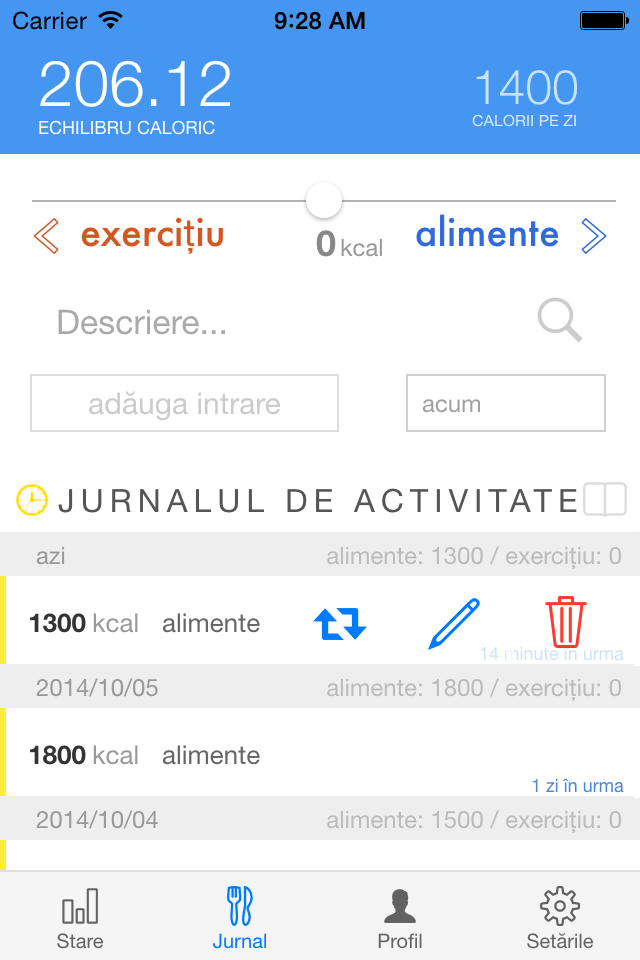 Carrier 9:28 AM
206.12 1400
ECHILIBRU CALORIC CALORII PE ZI
exercițiu 0 kcal alimente
Descriere...
adăuga intrare acum
JURNALUL DE ACTIVITATE
azi alimente: 1300 / exercițiu: 0
1300 kcal alimente
14 minute în urma
2014/10/05 alimente: 1800 / exercițiu: 0
1800 kcal alimente
1 zi în urma
2014/10/04 alimente: 1500 / exercițiu: 0
Stare Jurnal Profil Setările